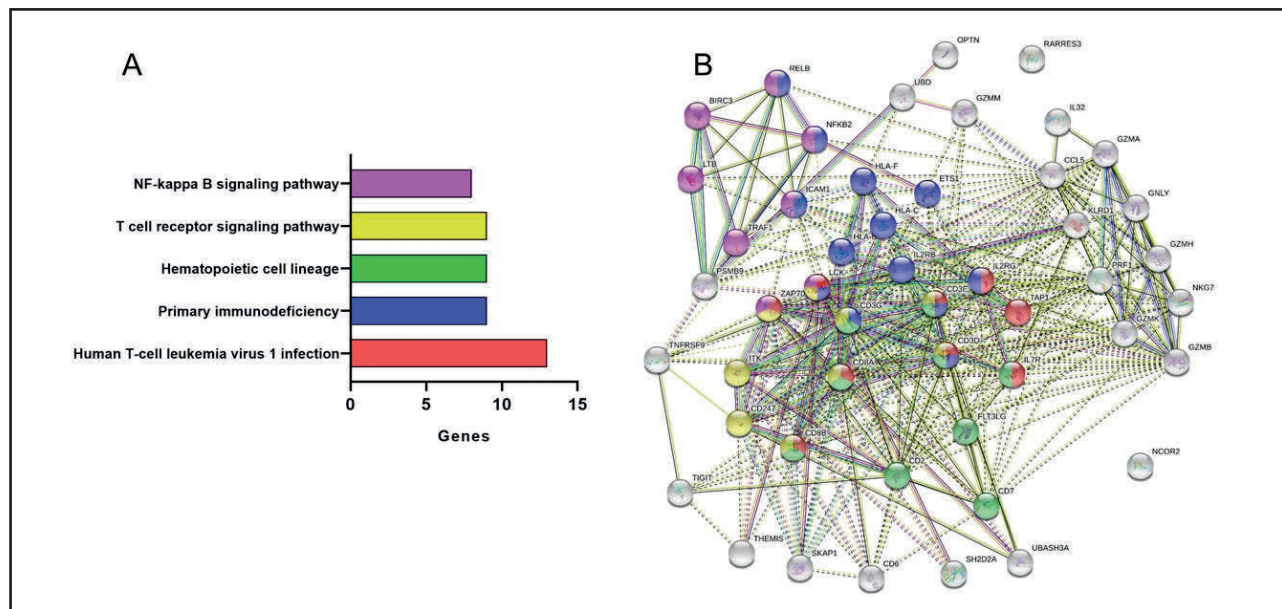 A
NF-kappa B signaling pathway
T cell receptor signaling pathway
Hematopoietic cell lineage
Primary immunodeficiency
Human T-cell leukemia virus 1 infection
0 5 10 15
Genes
B
OPTN
RARRES3
RELB
UBD
BIRC3
GZMM
IL32
NFKB2
GZMA
CCL5
LTB
HLA-F
ETS1
ICAM1
GNLY
HLA-C
KLRD1
TRAF1
GZMH
IL2RB
PSMB9
LCK
IL2RG
PRF1
NKG7
CD3E
ZAP70
TAP1
CD3G
GZMK
TNFRSF9
CD3D
GZMB
ITK
CD8A
IL7R
CD247
FLT3LG
CD8B
CD2
NCOR2
TIGIT
CD7
THEMIS
SKAP1
CD6
SH2D2A
UBASH3A